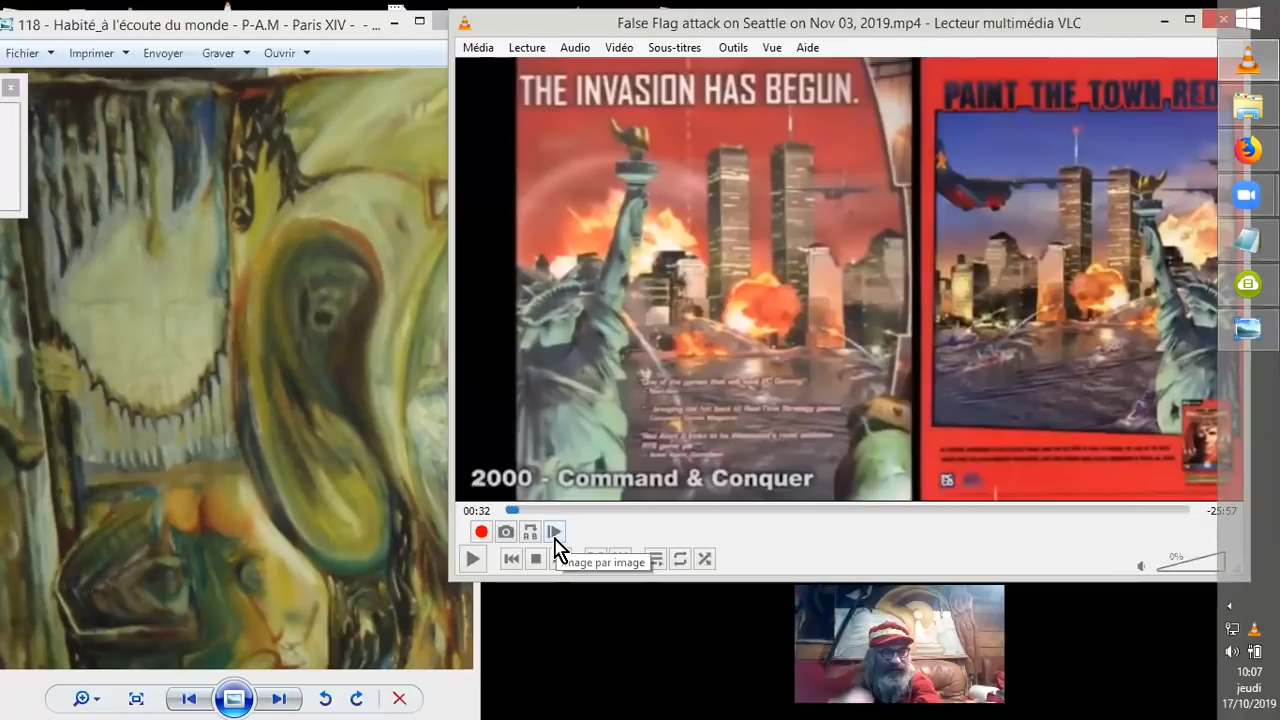 118 - Habité_à l'écoute du monde - P-A-M - Paris XIV - ...
Fichier Imprimer Envoyer Graver Ouvrir
False Flag attack on Seattle on Nov 03, 2019.mp4 - Lecteur multimédia VLC
Média Lecture Audio Vidéo Sous-titres Outils Vue Aide
THE INVASION HAS BEGUN.
PAINT THE TOWN RED
2000 - Command & Conquer
00:32
-25:57
A B
image par image
0%
10:07
jeudi
17/10/2019